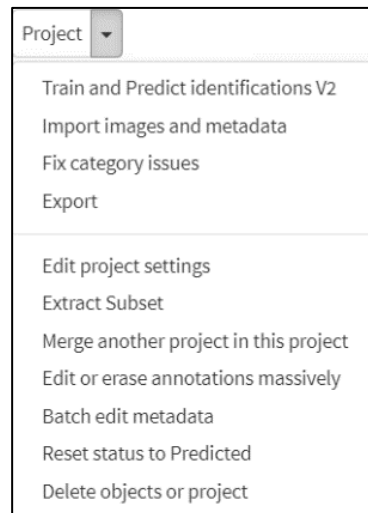 Project
Train and Predict identifications V2
Import images and metadata
Fix category issues
Export
Edit project settings
Extract Subset
Merge another project in this project
Edit or erase annotations massively
Batch edit metadata
Reset status to Predicted
Delete objects or project